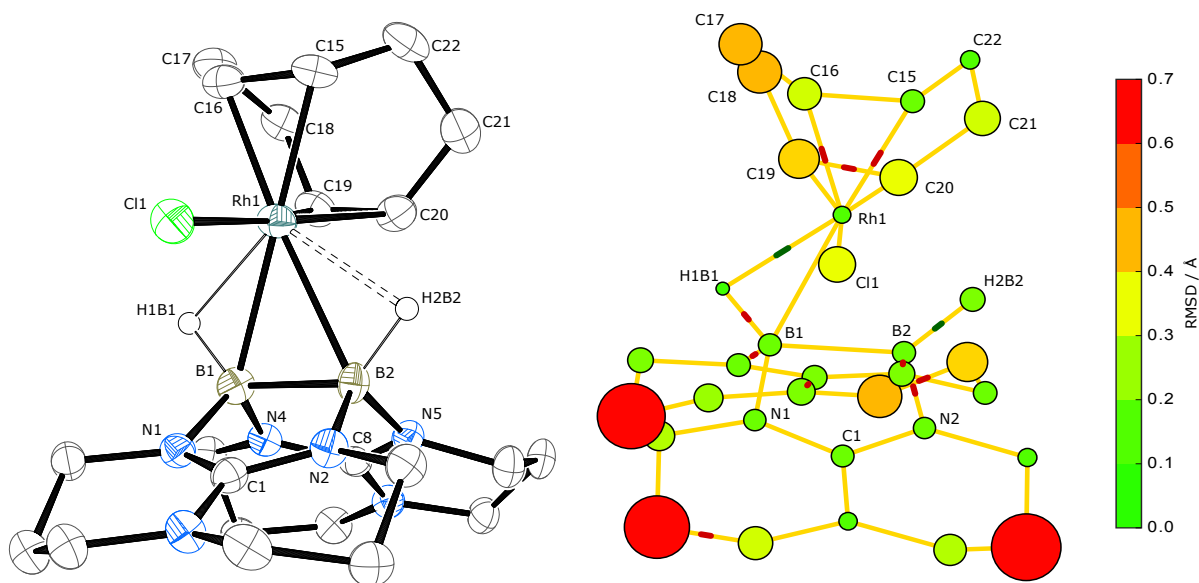 C17
C15
C22
C16
C18
C21
C19
Rh1
Cl1
C20
H1B1
H2B2
B1
B2
N1
N4
C8
N5
C1
N2
C17
C22
C16
C15
C18
C21
C19
C20
Rh1
H1B1
Cl1
H2B2
B1
B2
N1
N2
C1
0.7
0.6
0.5
0.4
0.3
0.2
0.1
0.0
RMSD / Å